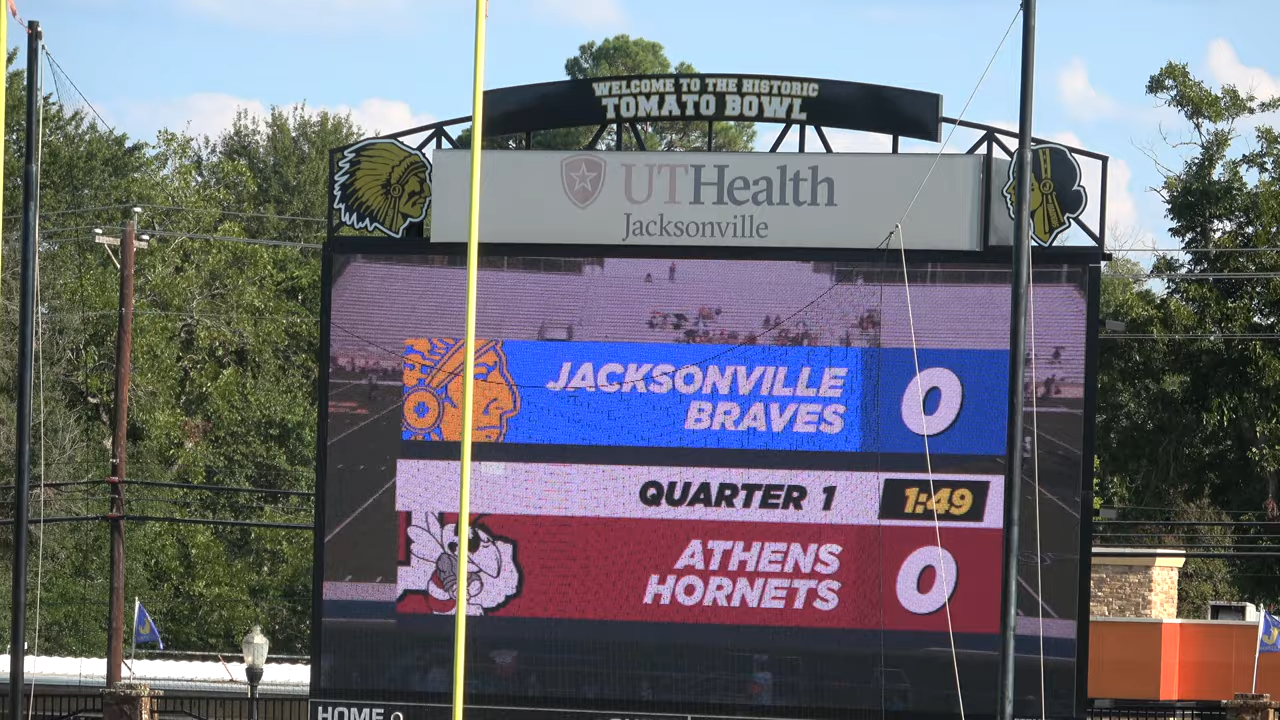 WELCOME TO THE HISTORIC
TOMATO BOWL
UTHealth
Jacksonville
JACKSONVILLE
BRAVES
0
QUARTER 1
1:49
ATHENS
HORNETS
0
HOME